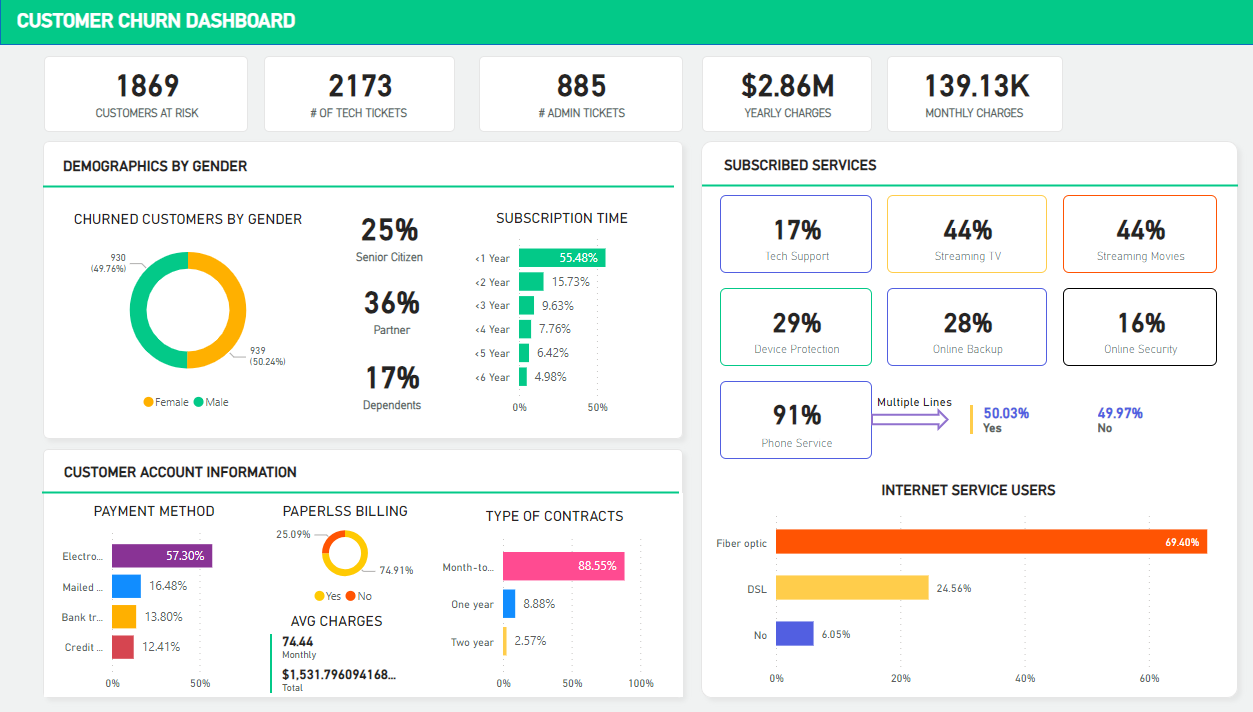 CUSTOMER CHURN DASHBOARD
1869
CUSTOMERS AT RISK
2173
# OF TECH TICKETS
885
# ADMIN TICKETS
$2.86M
YEARLY CHARGES
139.13K
MONTHLY CHARGES
DEMOGRAPHICS BY GENDER
CHURNED CUSTOMERS BY GENDER
930
(49.76%)
939
(50.24%)
Female
Male
25%
Senior Citizen
36%
Partner
17%
Dependents
SUBSCRIPTION TIME
<1 Year 55.48%
<2 Year 15.73%
<3 Year 9.63%
<4 Year 7.76%
<5 Year 6.42%
<6 Year 4.98%
0% 50%
CUSTOMER ACCOUNT INFORMATION
PAYMENT METHOD
Electro... 57.30%
Mailed ... 16.48%
Bank tr... 13.80%
Credit ... 12.41%
0% 50%
PAPERLSS BILLING
25.09%
74.91%
Yes No
AVG CHARGES
74.44
Monthly
$1,531.796094168...
Total
TYPE OF CONTRACTS
Month-to... 88.55%
One year 8.88%
Two year 2.57%
0% 50% 100%
SUBSCRIBED SERVICES
17%
Tech Support
44%
Streaming TV
44%
Streaming Movies
29%
Device Protection
28%
Online Backup
16%
Online Security
91%
Phone Service
Multiple Lines
50.03%
Yes
49.97%
No
INTERNET SERVICE USERS
Fiber optic 69.40%
DSL 24.56%
No 6.05%
0% 20% 40% 60%